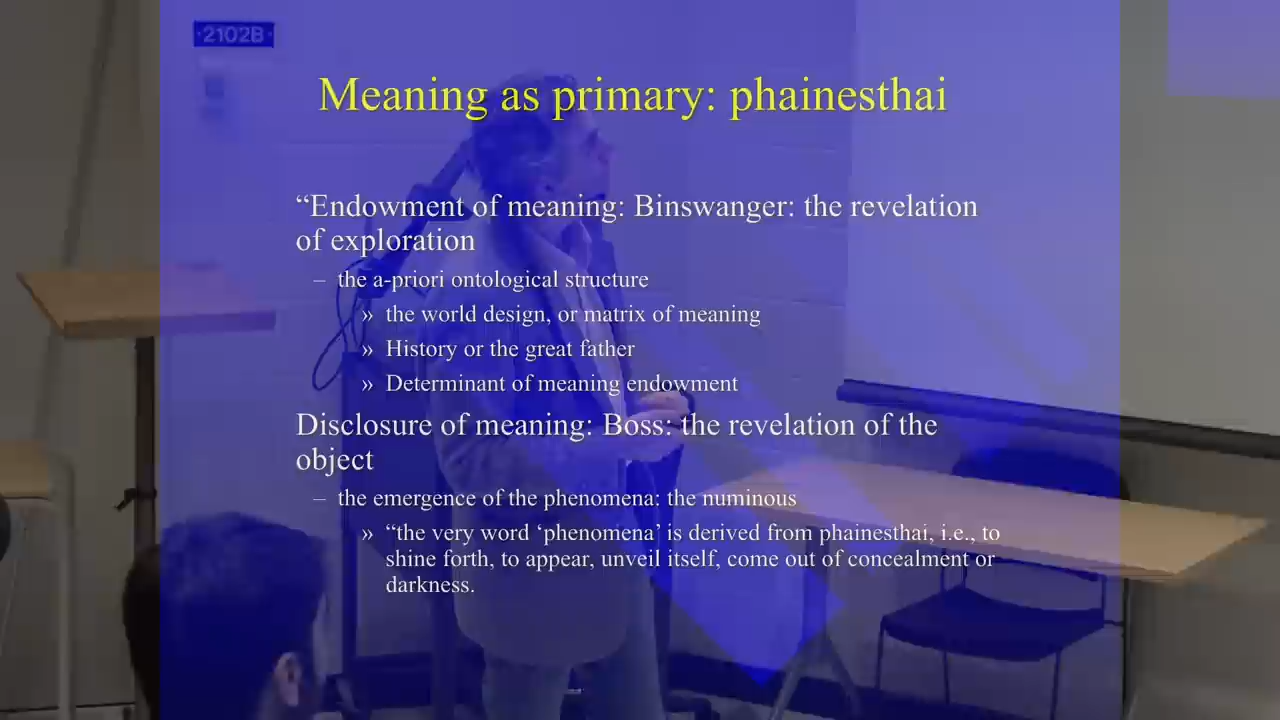 ·2102B·
Meaning as primary: phainesthai
“Endowment of meaning: Binswanger: the revelation
of exploration
– the a-priori ontological structure
» the world design, or matrix of meaning
» History or the great father
» Determinant of meaning endowment
Disclosure of meaning: Boss: the revelation of the
object
– the emergence of the phenomena: the numinous
» “the very word ‘phenomena’ is derived from phainesthai, i.e., to
shine forth, to appear, unveil itself, come out of concealment or
darkness.